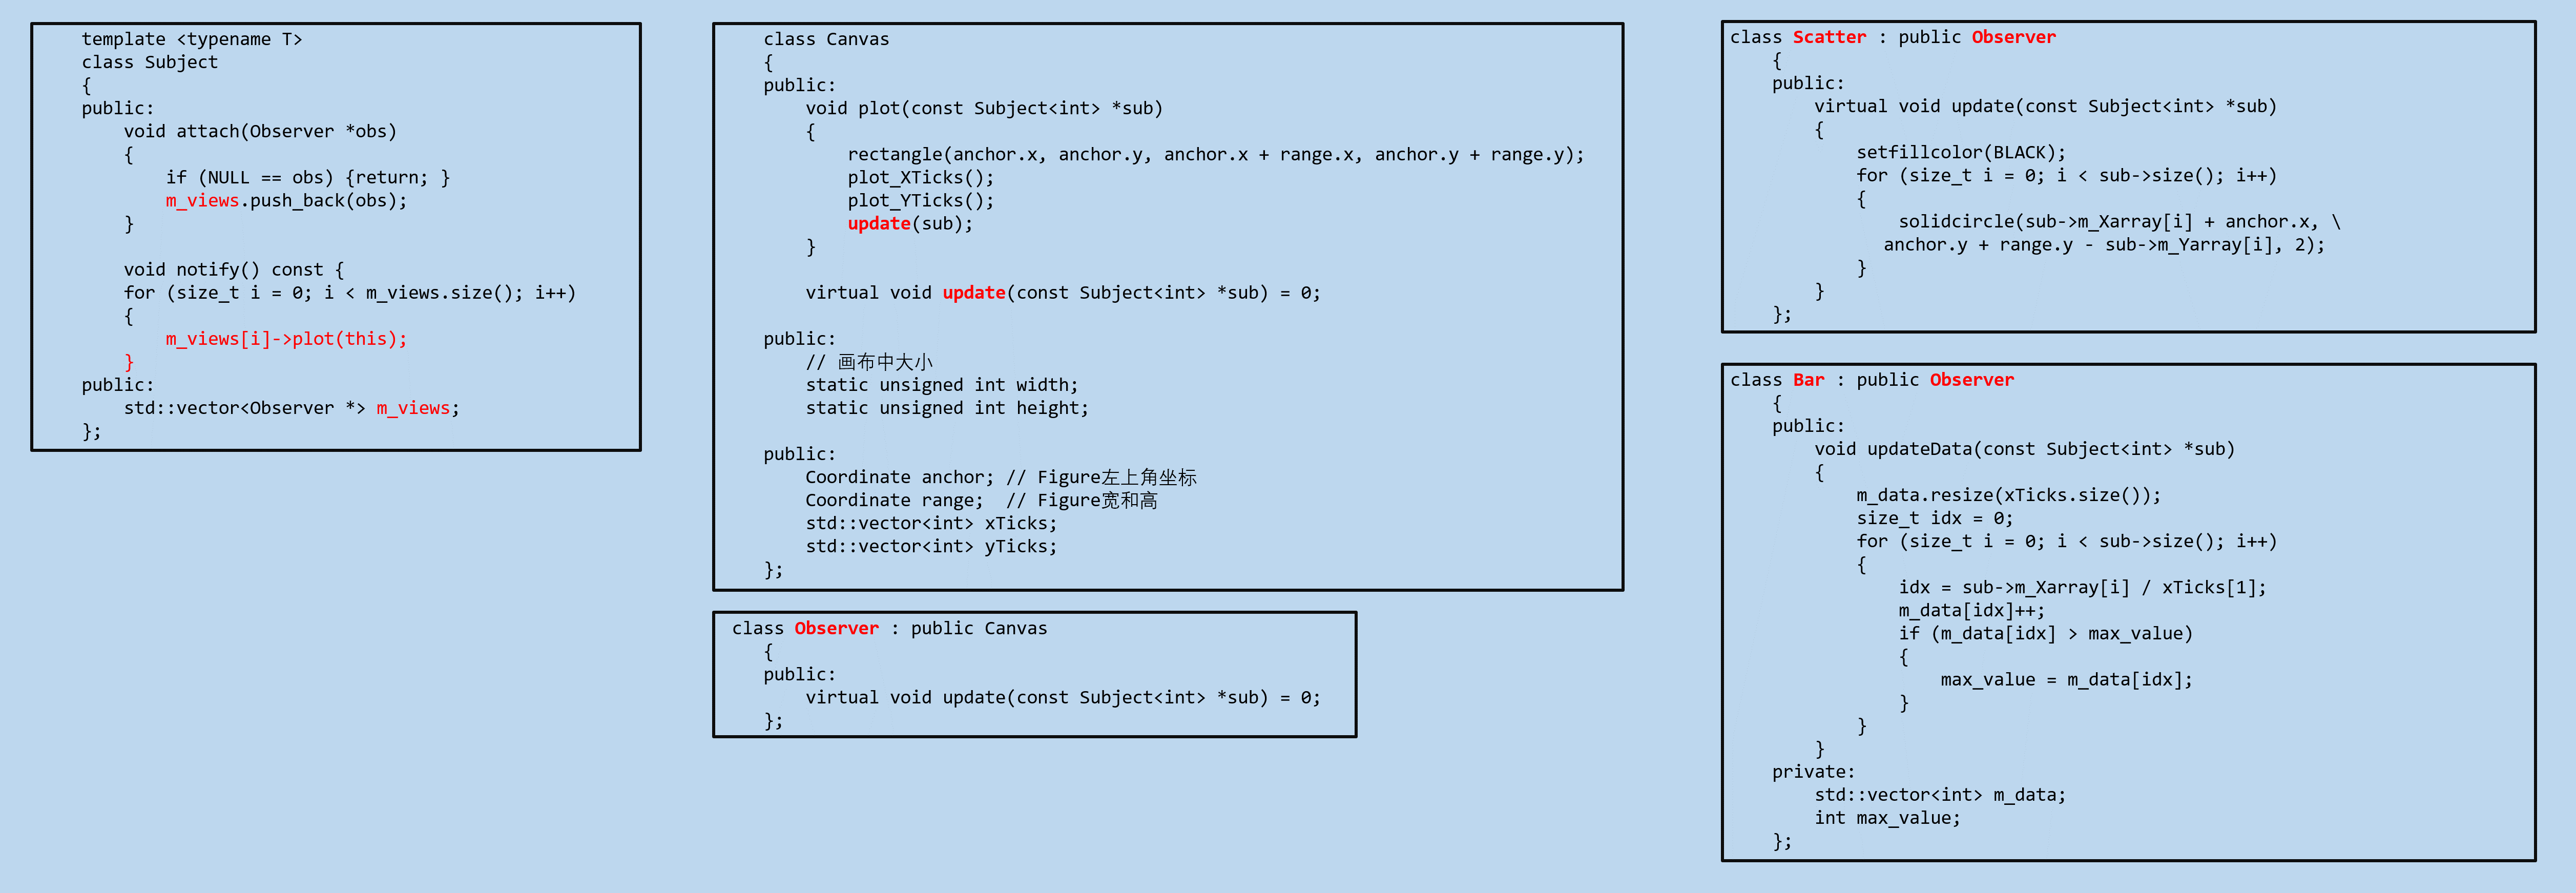 template <typename T>
class Subject
{
public:
void attach(Observer *obs)
{
if (NULL == obs) {return; }
m_views.push_back(obs);
}
void notify() const {
for (size_t i = 0; i < m_views.size(); i++)
{
m_views[i]->plot(this);
}
public:
std::vector<Observer *> m_views;
};
class Canvas
{
public:
void plot(const Subject<int> *sub)
{
rectangle(anchor.x, anchor.y, anchor.x + range.x, anchor.y + range.y);
plot_XTicks();
plot_YTicks();
update(sub);
}
virtual void update(const Subject<int> *sub) = 0;
public:
// 画布中大小
static unsigned int width;
static unsigned int height;
public:
Coordinate anchor; // Figure左上角坐标
Coordinate range;  // Figure宽和高
std::vector<int> xTicks;
std::vector<int> yTicks;
};
class Observer : public Canvas
{
public:
virtual void update(const Subject<int> *sub) = 0;
};
class Scatter : public Observer
{
public:
virtual void update(const Subject<int> *sub)
{
setfillcolor(BLACK);
for (size_t i = 0; i < sub->size(); i++)
{
solidcircle(sub->m_Xarray[i] + anchor.x, \
anchor.y + range.y - sub->m_Yarray[i], 2);
}
}
};
class Bar : public Observer
{
public:
void updateData(const Subject<int> *sub)
{
m_data.resize(xTicks.size());
size_t idx = 0;
for (size_t i = 0; i < sub->size(); i++)
{
idx = sub->m_Xarray[i] / xTicks[1];
m_data[idx]++;
if (m_data[idx] > max_value)
{
max_value = m_data[idx];
}
}
}
private:
std::vector<int> m_data;
int max_value;
};